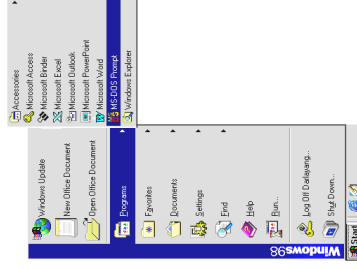 Accessories
Microsoft Access
Microsoft Binder
Microsoft Excel
Microsoft Outlook
Microsoft PowerPoint
Microsoft Word
MS-DOS Prompt
Windows Explorer
Windows Update
New Office Document
Open Office Document
Programs
Favorites
Documents
Settings
Find
Help
Run...
Log Off Dailayang...
Shut Down...
Windows98
Start